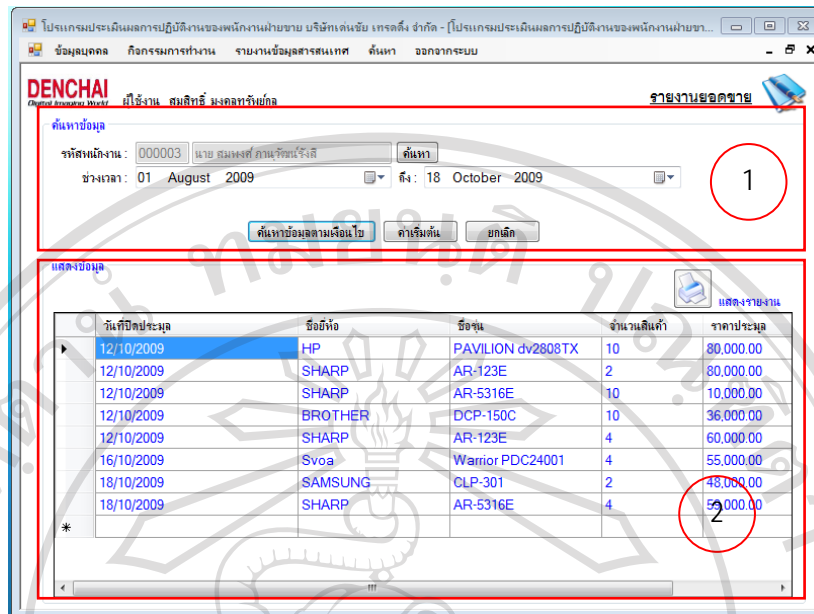 โปรแกรมประเมินผลการปฏิบัติงานของพนักงานฝ่ายขาย บริษัทเด่นชัย เทรดดิ้ง จำกัด - [โปรแกรมประเมินผลการปฏิบัติงานของพนักงานฝ่ายขา...
ข้อมูลบุคคล กิจกรรมการทำงาน รายงานข้อมูลสารสนเทศ ค้นหา ออกจากระบบ
DENCHAI
Digital Imaging World ผู้ใช้งาน สมสิทธิ์ มงคลทรัพย์กุล รายงานยอดขาย
ค้นหาข้อมูล
รหัสพนักงาน : 000003 นาย สมพงศ์ ภานุวัฒน์รังสี ค้นหา
ช่วงเวลา : 01 August 2009 ถึง : 18 October 2009
1
ค้นหาข้อมูลตามเงื่อนไข ค่าเริ่มต้น ยกเลิก
แสดงข้อมูล
แสดงรายงาน
วันที่ปิดประมูล ชื่อยี่ห้อ ชื่อรุ่น จำนวนสินค้า ราคาประมูล
12/10/2009 HP PAVILION dv2808TX 10 80,000.00
12/10/2009 SHARP AR-123E 2 80,000.00
12/10/2009 SHARP AR-5316E 10 10,000.00
12/10/2009 BROTHER DCP-150C 10 36,000.00
12/10/2009 SHARP AR-123E 4 60,000.00
16/10/2009 Svoa Warrior PDC24001 4 55,000.00
18/10/2009 SAMSUNG CLP-301 2 48,000.00
18/10/2009 SHARP AR-5316E 4 59,000.00
2